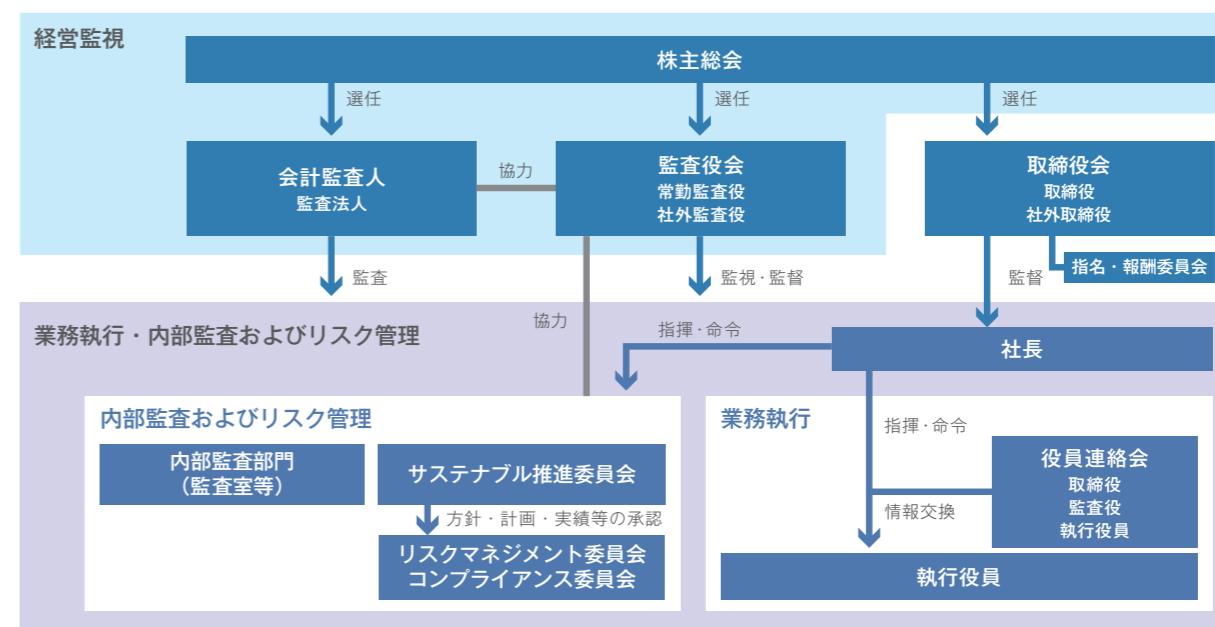 経営監視
株主総会
選任
選任
選任
会計監査人
監査法人
協力
監査役会
常勤監査役
社外監査役
取締役会
取締役
社外取締役
指名・報酬委員会
監査
監視・監督
監督
業務執行・内部監査およびリスク管理
協力
指揮・命令
社長
内部監査およびリスク管理
内部監査部門
（監査室等）
サステナブル推進委員会
方針・計画・実績等の承認
リスクマネジメント委員会
コンプライアンス委員会
業務執行
指揮・命令
役員連絡会
取締役
監査役
執行役員
情報交換
執行役員